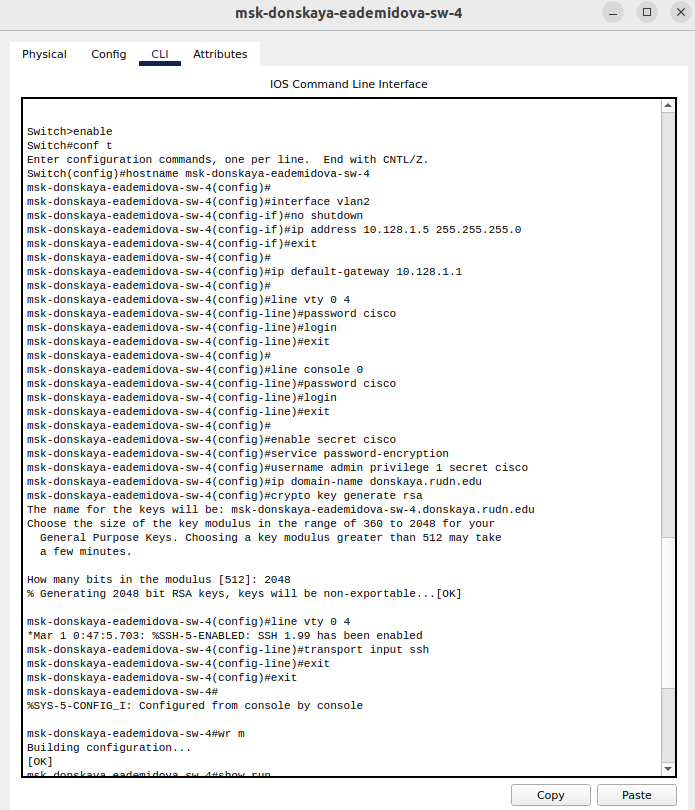 msk-donskaya-eademidova-sw-4
Physical Config CLI Attributes
IOS Command Line Interface
Switch>enable
Switch#conf t
Enter configuration commands, one per line.  End with CNTL/Z.
Switch(config)#hostname msk-donskaya-eademidova-sw-4
msk-donskaya-eademidova-sw-4(config)#
msk-donskaya-eademidova-sw-4(config)#interface vlan2
msk-donskaya-eademidova-sw-4(config-if)#no shutdown
msk-donskaya-eademidova-sw-4(config-if)#ip address 10.128.1.5 255.255.255.0
msk-donskaya-eademidova-sw-4(config-if)#exit
msk-donskaya-eademidova-sw-4(config)#
msk-donskaya-eademidova-sw-4(config)#ip default-gateway 10.128.1.1
msk-donskaya-eademidova-sw-4(config)#
msk-donskaya-eademidova-sw-4(config)#line vty 0 4
msk-donskaya-eademidova-sw-4(config-line)#password cisco
msk-donskaya-eademidova-sw-4(config-line)#login
msk-donskaya-eademidova-sw-4(config-line)#exit
msk-donskaya-eademidova-sw-4(config)#
msk-donskaya-eademidova-sw-4(config)#line console 0
msk-donskaya-eademidova-sw-4(config-line)#password cisco
msk-donskaya-eademidova-sw-4(config-line)#login
msk-donskaya-eademidova-sw-4(config-line)#exit
msk-donskaya-eademidova-sw-4(config)#
msk-donskaya-eademidova-sw-4(config)#enable secret cisco
msk-donskaya-eademidova-sw-4(config)#service password-encryption
msk-donskaya-eademidova-sw-4(config)#username admin privilege 1 secret cisco
msk-donskaya-eademidova-sw-4(config)#ip domain-name donskaya.rudn.edu
msk-donskaya-eademidova-sw-4(config)#crypto key generate rsa
The name for the keys will be: msk-donskaya-eademidova-sw-4.donskaya.rudn.edu
Choose the size of the key modulus in the range of 360 to 2048 for your
  General Purpose Keys. Choosing a key modulus greater than 512 may take
  a few minutes.
How many bits in the modulus [512]: 2048
% Generating 2048 bit RSA keys, keys will be non-exportable...[OK]
msk-donskaya-eademidova-sw-4(config)#line vty 0 4
*Mar 1 0:47:5.703: %SSH-5-ENABLED: SSH 1.99 has been enabled
msk-donskaya-eademidova-sw-4(config-line)#transport input ssh
msk-donskaya-eademidova-sw-4(config-line)#exit
msk-donskaya-eademidova-sw-4(config)#exit
msk-donskaya-eademidova-sw-4#
%SYS-5-CONFIG_I: Configured from console by console
msk-donskaya-eademidova-sw-4#wr m
Building configuration...
[OK]
msk-donskaya-eademidova-sw-4#show run
Copy Paste